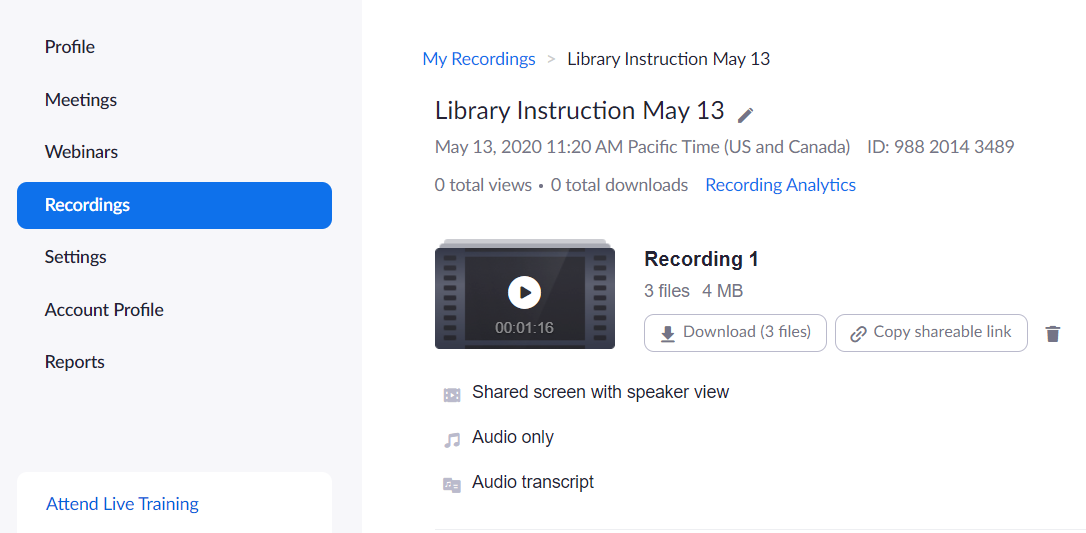 Profile
Meetings
Webinars
Recordings
Settings
Account Profile
Reports
Attend Live Training
My Recordings > Library Instruction May 13
Library Instruction May 13
May 13, 2020 11:20 AM Pacific Time (US and Canada) ID: 988 2014 3489
0 total views • 0 total downloads Recording Analytics
00:01:16
Recording 1
3 files 4 MB
Download (3 files) Copy shareable link
Shared screen with speaker view
Audio only
Audio transcript